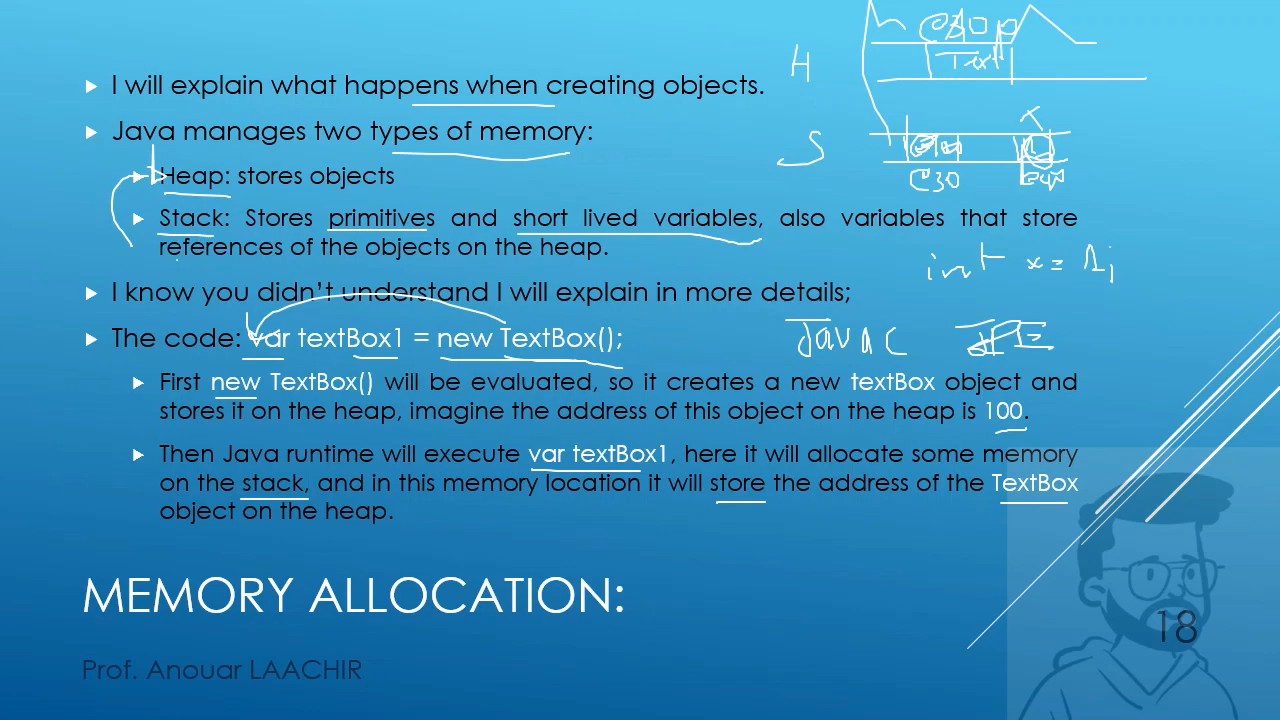 I will explain what happens when creating objects.
Java manages two types of memory:
Heap: stores objects
Stack: Stores primitives and short lived variables, also variables that store
references of the objects on the heap.
I know you didn't understand I will explain in more details;
The code: var textBox1 = new TextBox();
First new TextBox() will be evaluated, so it creates a new textBox object and
stores it on the heap, imagine the address of this object on the heap is 100.
Then Java runtime will execute var textBox1, here it will allocate some memory
on the stack, and in this memory location it will store the address of the TextBox
object on the heap.
MEMORY ALLOCATION:
Prof. Anouar LAACHIR
18
H
S
int x = 1;
Javac